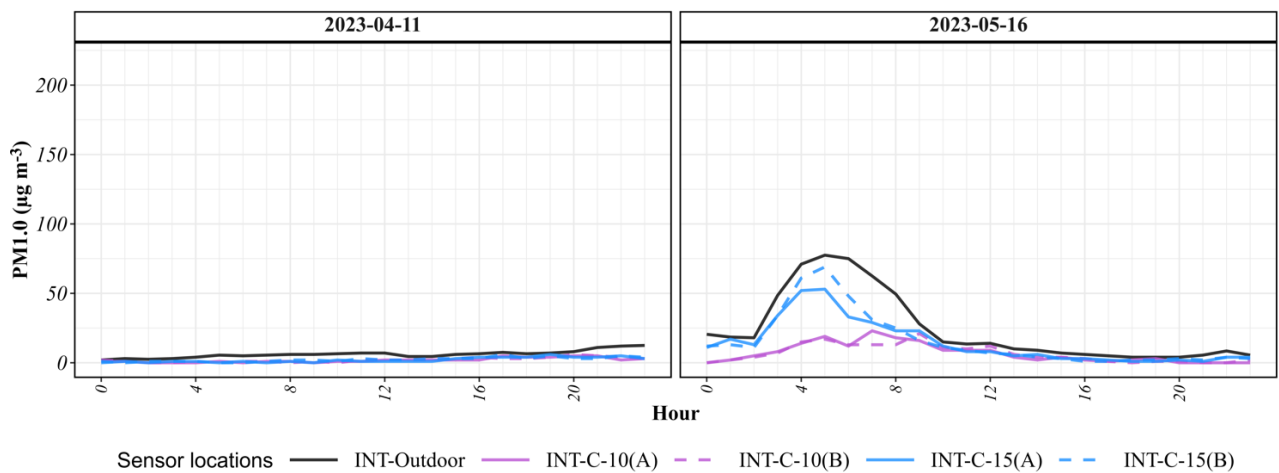 2023-04-11 2023-05-16
200
150
100
50
0
PM1.0 (µg m⁻³)
0 4 8 12 16 20 0 4 8 12 16 20
Hour
Sensor locations INT-Outdoor INT-C-10(A) INT-C-10(B) INT-C-15(A) INT-C-15(B)